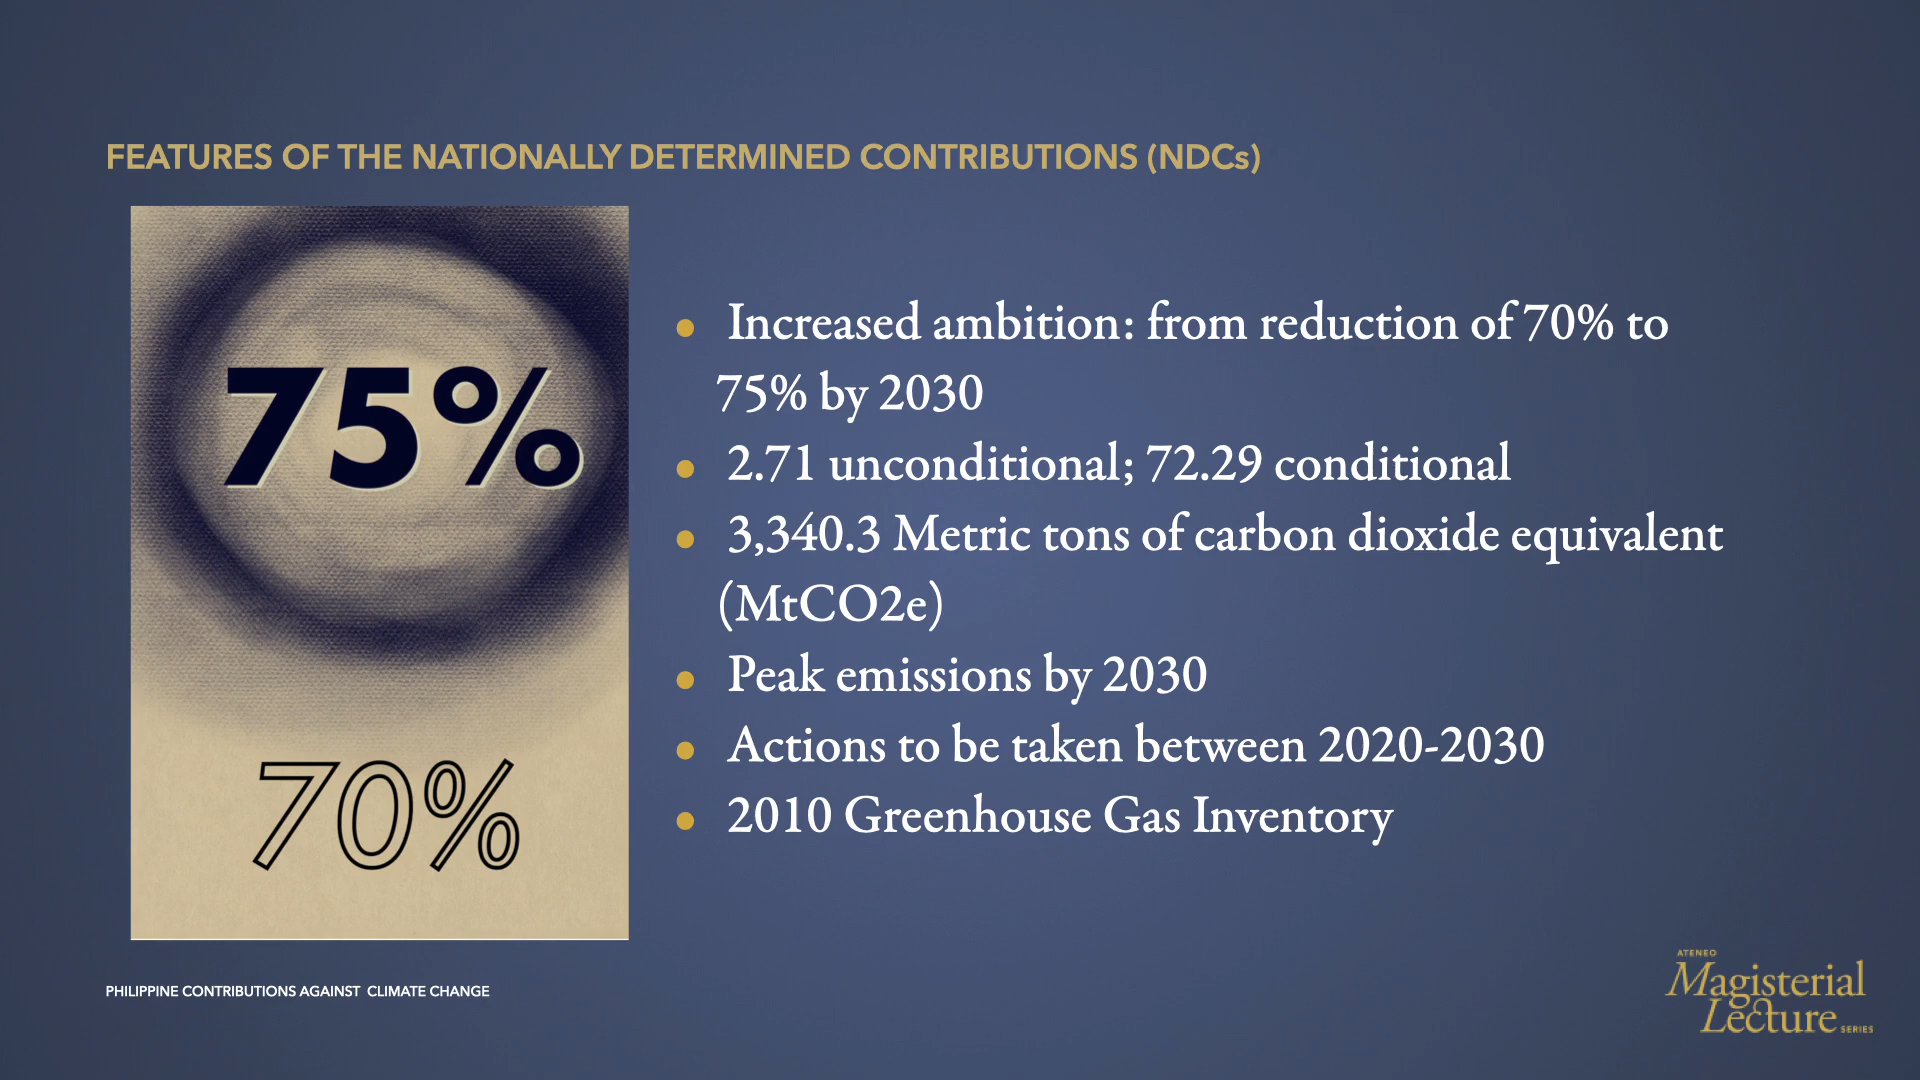 FEATURES OF THE NATIONALLY DETERMINED CONTRIBUTIONS (NDCs)
75%
70%
• Increased ambition: from reduction of 70% to
75% by 2030
• 2.71 unconditional; 72.29 conditional
• 3,340.3 Metric tons of carbon dioxide equivalent
(MtCO2e)
• Peak emissions by 2030
• Actions to be taken between 2020-2030
• 2010 Greenhouse Gas Inventory
PHILIPPINE CONTRIBUTIONS AGAINST CLIMATE CHANGE
ATENEO
Magisterial
Lecture SERIES